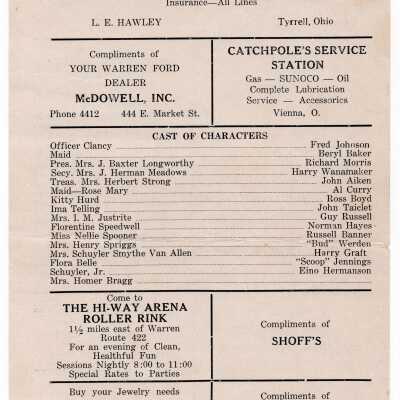 Insurance—All Lines
L. E. HAWLEY Tyrrell, Ohio
Compliments of
YOUR WARREN FORD
DEALER
McDOWELL, INC.
Phone 4412 444 E. Market St.
CATCHPOLE'S SERVICE
STATION
Gas — SUNOCO — Oil
Complete Lubrication
Service — Accessories
Vienna, O.
CAST OF CHARACTERS
Officer Clancy Fred Johnson
Maid Beryl Baker
Pres. Mrs. J. Baxter Longworthy Richard Morris
Secy. Mrs. J. Herman Meadows Harry Wanamaker
Treas. Mrs. Herbert Strong John Aiken
Maid—Rose Mary Al Curry
Kitty Hurd Ross Boyd
Ima Telling John Taiclet
Mrs. I. M. Justrite Guy Russell
Florentine Speedwell Norman Hayes
Miss Nellie Spooner Russell Banner
Mrs. Henry Spriggs "Bud" Werden
Mrs. Schuyler Smythe Van Allen Harry Graft
Flora Belle "Scoop" Jennings
Schuyler, Jr. Eino Hermanson
Mrs. Homer Bragg
Come to
THE HI-WAY ARENA
ROLLER RINK
1½ miles east of Warren
Route 422
For an evening of Clean,
Healthful Fun
Sessions Nightly 8:00 to 11:00
Special Rates to Parties
Compliments of
SHOFF'S
Buy your Jewelry needs
Compliments of